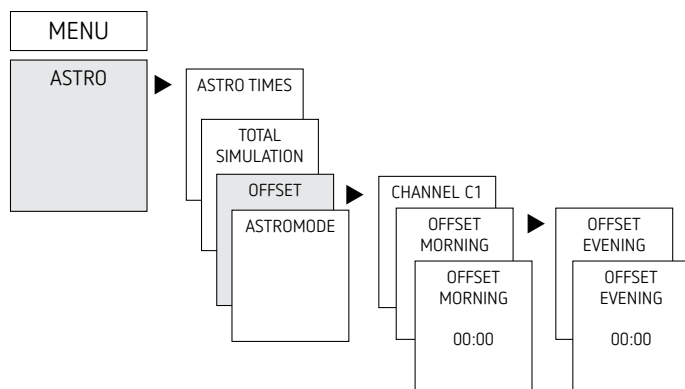 MENU
ASTRO
ASTRO TIMES
TOTAL
SIMULATION
OFFSET
ASTROMODE
CHANNEL C1
OFFSET
MORNING
OFFSET
MORNING
00:00
OFFSET
EVENING
OFFSET
EVENING
00:00